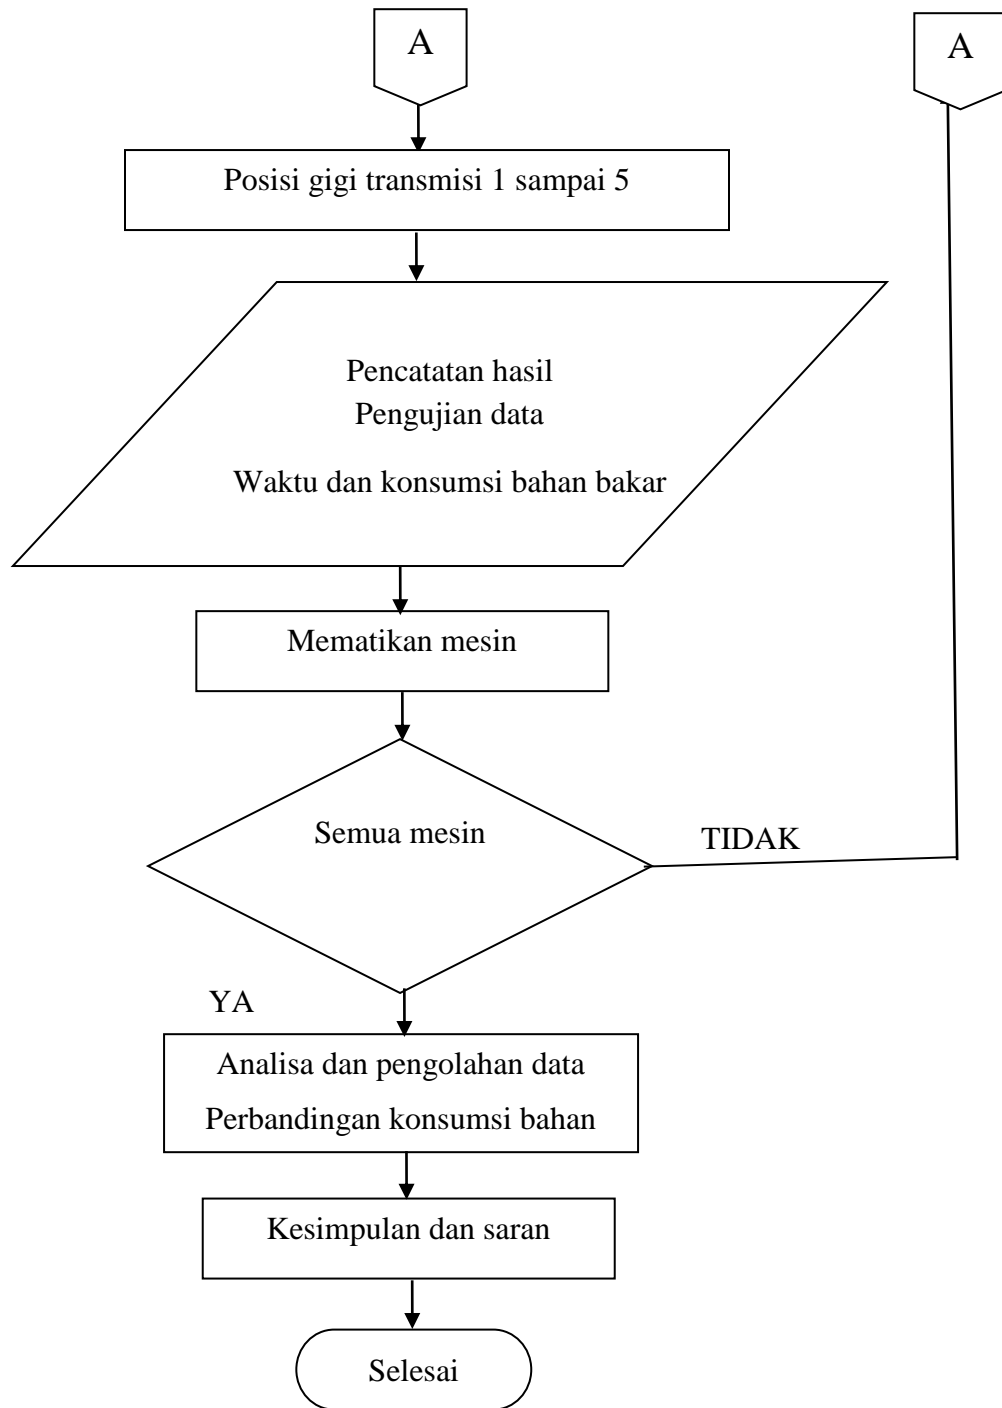 A
A
Posisi gigi transmisi 1 sampai 5
Pencatatan hasil
Pengujian data
Waktu dan konsumsi bahan bakar
Mematikan mesin
Semua mesin
TIDAK
YA
Analisa dan pengolahan data
Perbandingan konsumsi bahan
Kesimpulan dan saran
Selesai